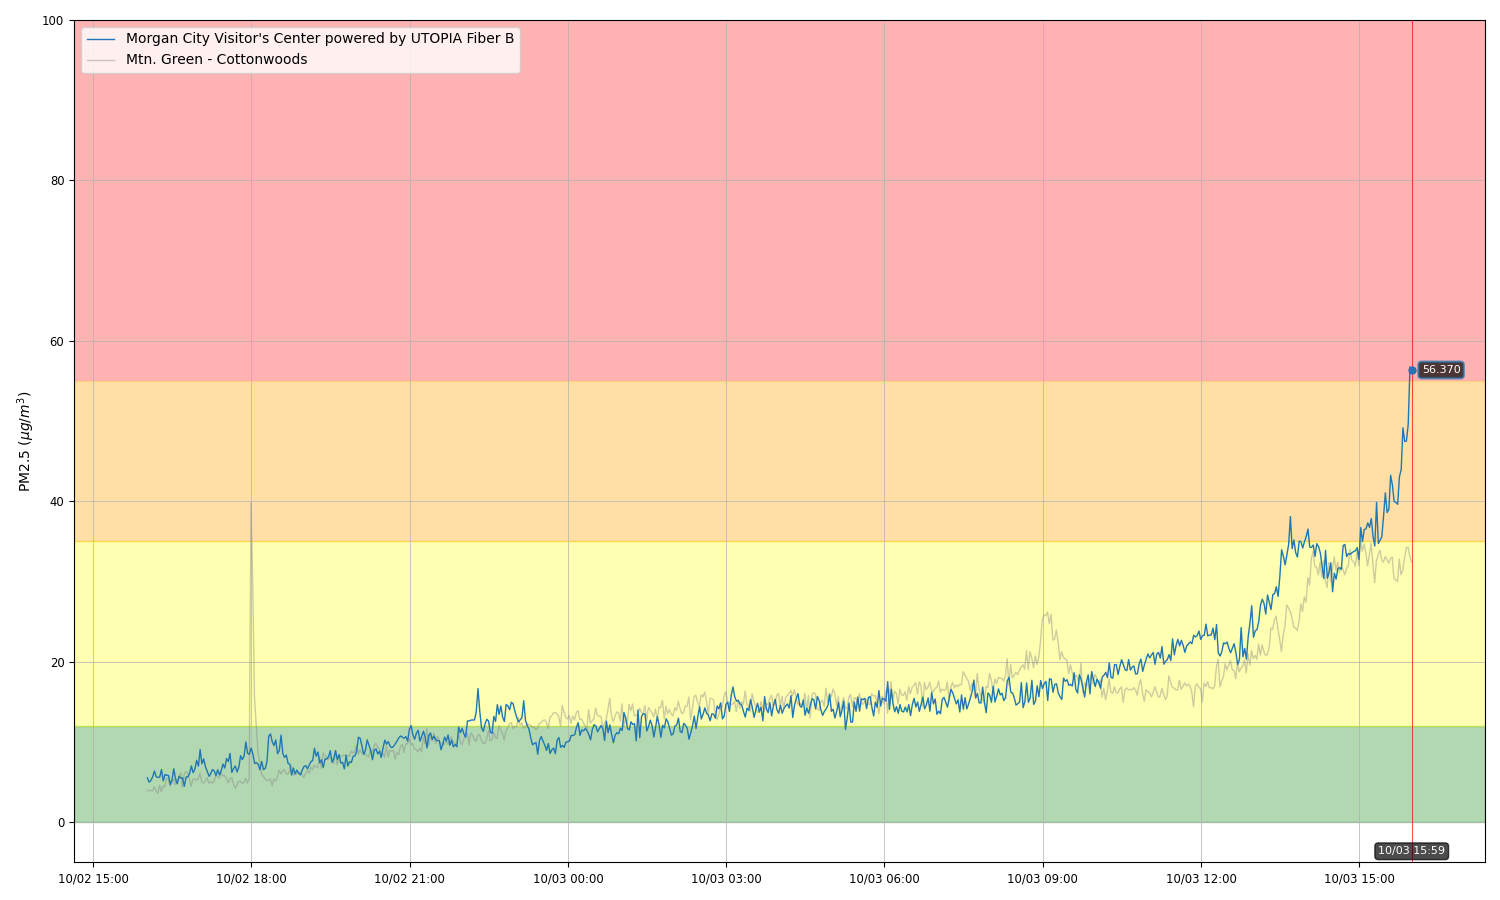 100
Morgan City Visitor's Center powered by UTOPIA Fiber B
Mtn. Green - Cottonwoods
80
60
56.370
PM2.5 (μg/m³)
40
20
0
10/03 15:59
10/02 15:00 10/02 18:00 10/02 21:00 10/03 00:00 10/03 03:00 10/03 06:00 10/03 09:00 10/03 12:00 10/03 15:00